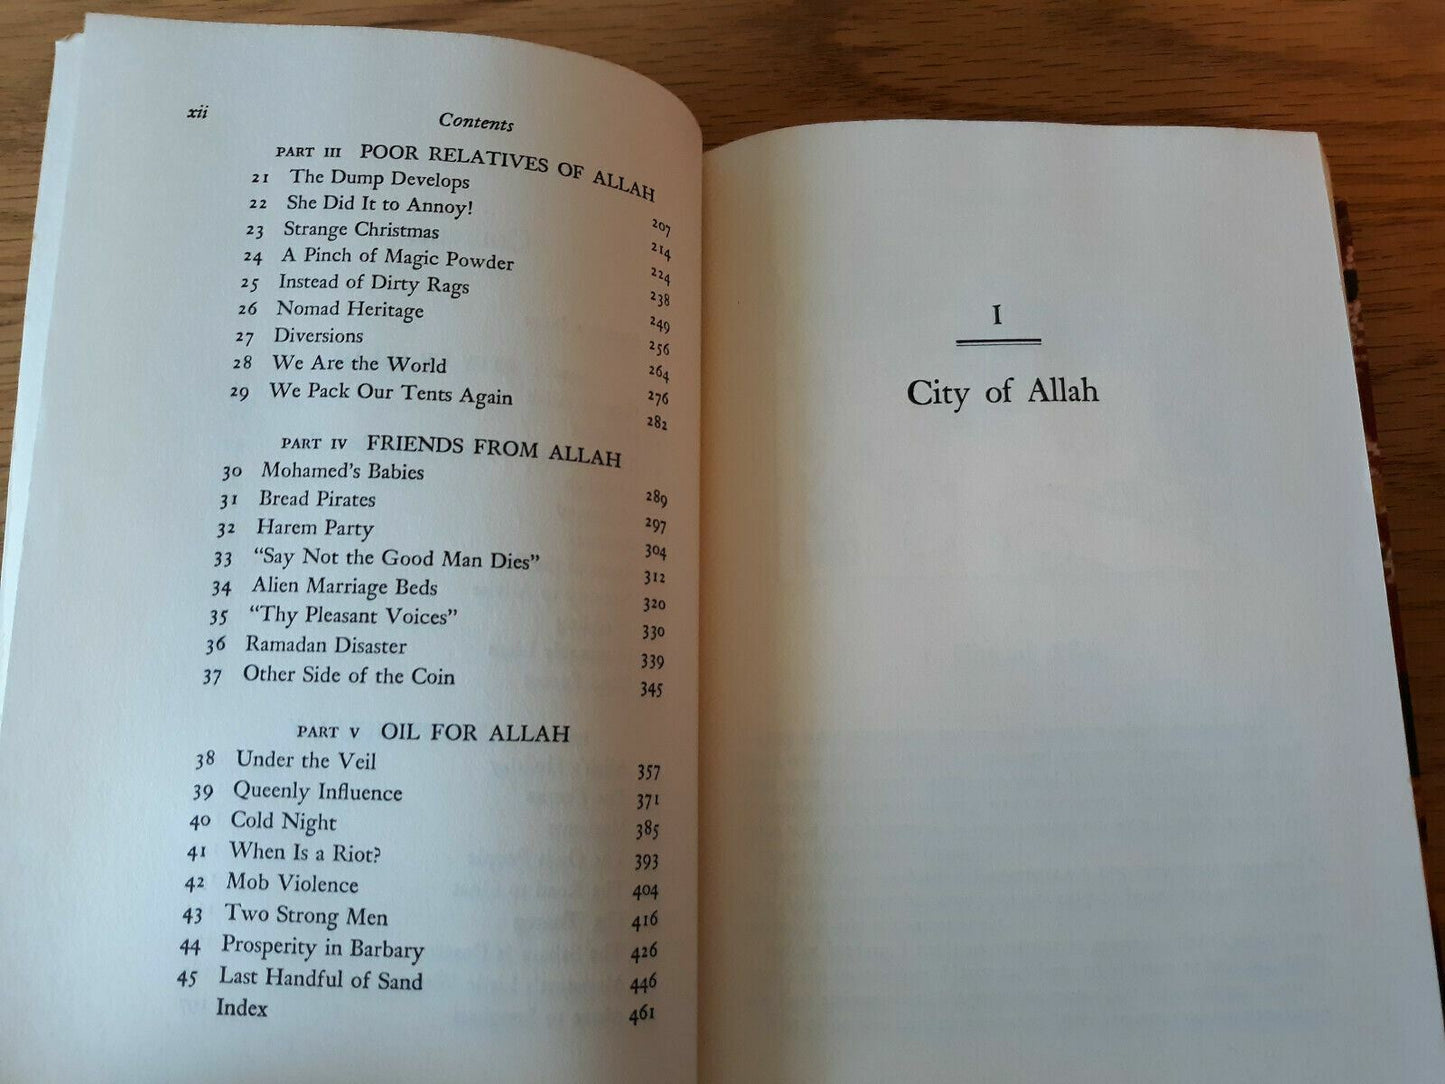 xii
Contents
PART III POOR RELATIVES OF ALLAH
21 The Dump Develops 207
22 She Did It to Annoy! 214
23 Strange Christmas 224
24 A Pinch of Magic Powder 238
25 Instead of Dirty Rags 249
26 Nomad Heritage 256
27 Diversions 264
28 We Are the World 276
29 We Pack Our Tents Again 282
PART IV FRIENDS FROM ALLAH
30 Mohamed's Babies 289
31 Bread Pirates 297
32 Harem Party 304
33 "Say Not the Good Man Dies" 312
34 Alien Marriage Beds 320
35 "Thy Pleasant Voices" 330
36 Ramadan Disaster 339
37 Other Side of the Coin 345
PART V OIL FOR ALLAH
38 Under the Veil 357
39 Queenly Influence 371
40 Cold Night 385
41 When Is a Riot? 393
42 Mob Violence 404
43 Two Strong Men 416
44 Prosperity in Barbary 426
45 Last Handful of Sand 446
Index 461
I
City of Allah